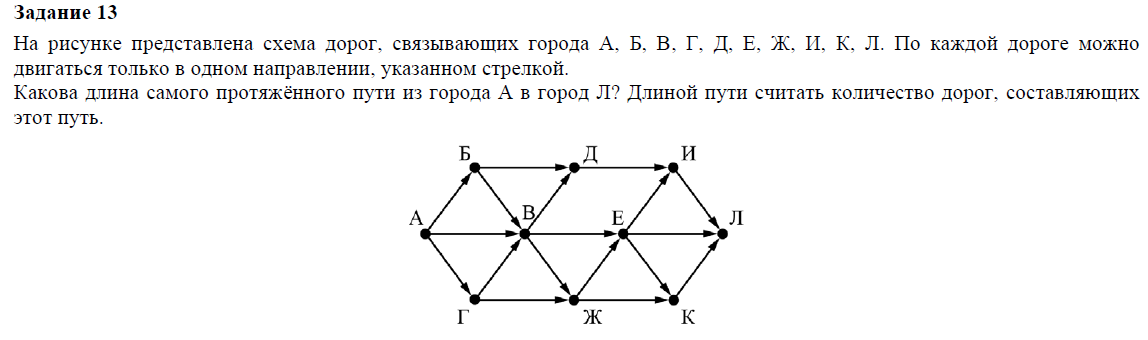 Задание 13
На рисунке представлена схема дорог, связывающих города А, Б, В, Г, Д, Е, Ж, И, К, Л. По каждой дороге можно
двигаться только в одном направлении, указанном стрелкой.
Какова длина самого протяжённого пути из города А в город Л? Длиной пути считать количество дорог, составляющих
этот путь.
Б Д И
А В Е Л
Г Ж К